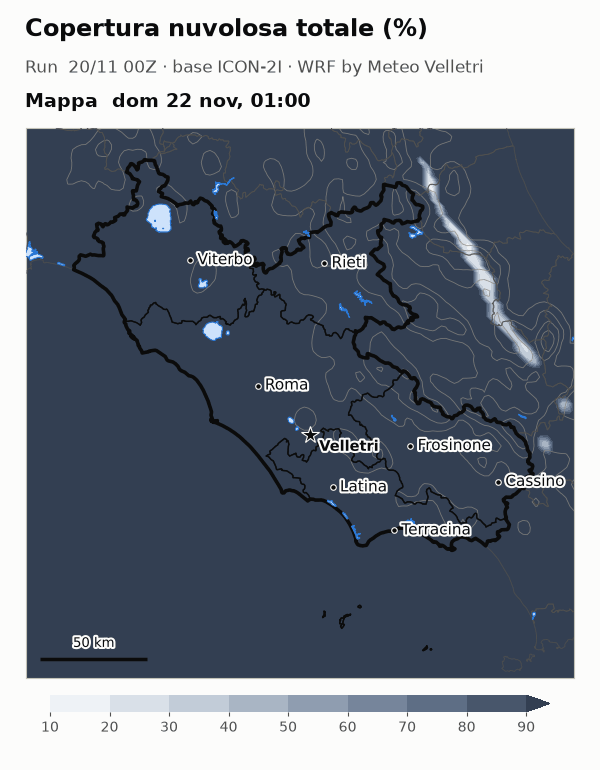 Copertura nuvolosa totale (%)
Run 20/11 00Z · base ICON-2I · WRF by Meteo Velletri
Mappa dom 22 nov, 01:00
Viterbo
Rieti
Roma
Velletri
Frosinone
Latina
Cassino
Terracina
50 km
10 20 30 40 50 60 70 80 90